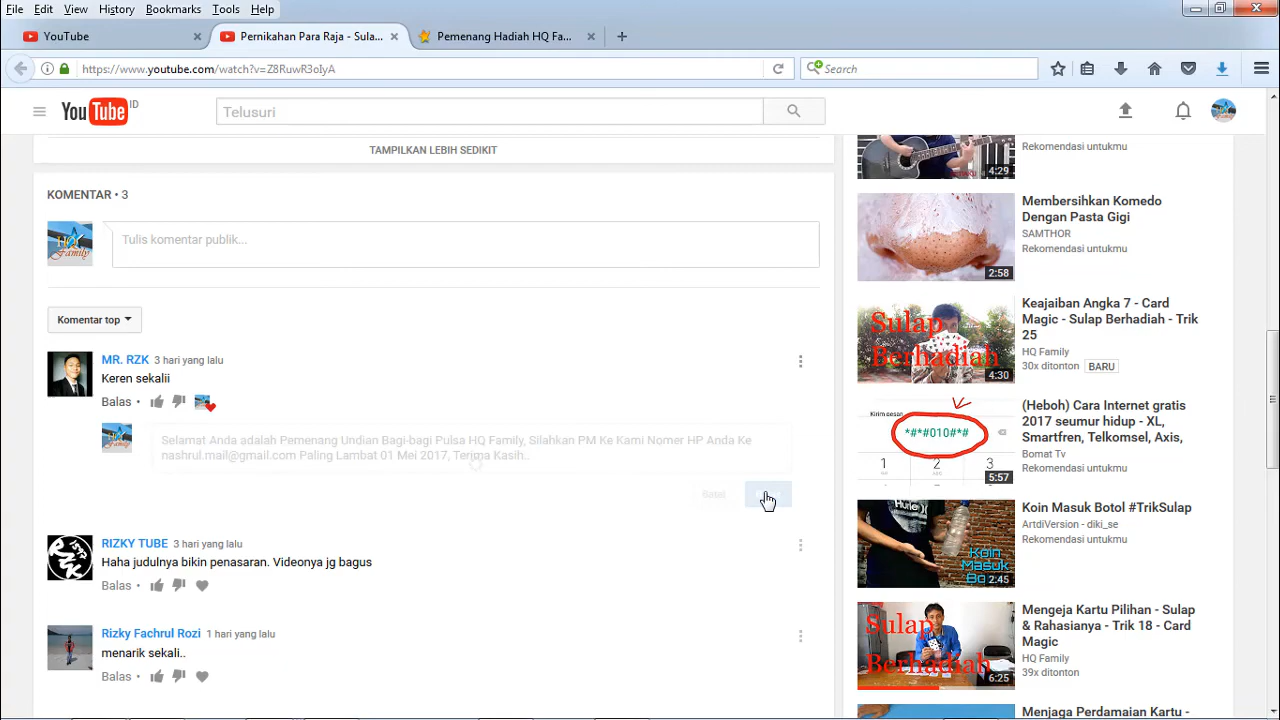 File Edit View History Bookmarks Tools Help
YouTube
Pernikahan Para Raja - Sula...
Pemenang Hadiah HQ Fa...
https://www.youtube.com/watch?v=Z8RuwR3oIyA
Search
YouTube ID
Telusuri
TAMPILKAN LEBIH SEDIKIT
KOMENTAR • 3
HQ Family
Tulis komentar publik...
Komentar top
MR. RZK 3 hari yang lalu
Keren sekalii
Balas •
Selamat Anda adalah Pemenang Undian Bagi-bagi Pulsa HQ Family, Silahkan PM Ke Kami Nomer HP Anda Ke
nashrul.mail@gmail.com Paling Lambat 01 Mei 2017, Terima Kasih..
Batal
RIZKY TUBE 3 hari yang lalu
Haha judulnya bikin penasaran. Videonya jg bagus
Balas •
Rizky Fachrul Rozi 1 hari yang lalu
menarik sekali..
Balas •
4:29
Rekomendasi untukmu
2:58
Membersihkan Komedo
Dengan Pasta Gigi
SAMTHOR
Rekomendasi untukmu
Sulap
Berhadiah
4:30
Keajaiban Angka 7 - Card
Magic - Sulap Berhadiah - Trik
25
HQ Family
30x ditonton BARU
Kirim pesan
*#*#010#*#
1 2 3
5:57
(Heboh) Cara Internet gratis
2017 seumur hidup - XL,
Smartfren, Telkomsel, Axis,
Bomat Tv
Rekomendasi untukmu
Koin
Masuk
Bo
2:45
Koin Masuk Botol #TrikSulap
ArtdiVersion - diki_se
Rekomendasi untukmu
Sulap
Berhadiah
6:25
Mengeja Kartu Pilihan - Sulap
& Rahasianya - Trik 18 - Card
Magic
HQ Family
39x ditonton
Menjaga Perdamaian Kartu -